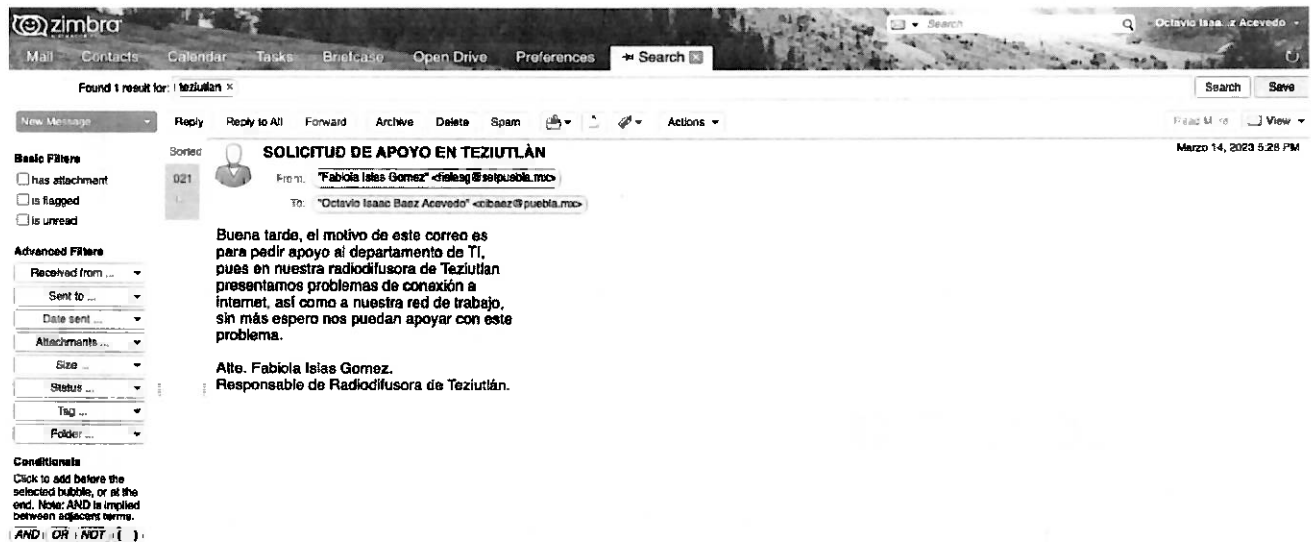 zimbra
Search
Octavio Isaa...z Acevedo
Mail Contacts Calendar Tasks Briefcase Open Drive Preferences Search
Found 1 result for: teziutlan ×
Search Save
New Message Reply Reply to All Forward Archive Delete Spam Actions View
Basic Filters
has attachment
is flagged
is unread
Advanced Filters
Received from ...
Sent to ...
Date sent ...
Attachments ...
Size ...
Status ...
Tag ...
Folder ...
Conditionals
Click to add before the
selected bubble, or at the
end. Note: AND is implied
between adjacent terms.
AND OR NOT ( )
Sorted
021
SOLICITUD DE APOYO EN TEZIUTLÀN
Marzo 14, 2023 5:28 PM
From: "Fabiola Islas Gomez"
To: "Octavio Isaac Baez Acevedo" <oibaez@puebla.mx>
Buena tarde, el motivo de este correo es
para pedir apoyo al departamento de TI,
pues en nuestra radiodifusora de Teziutlan
presentamos problemas de conexión a
internet, así como a nuestra red de trabajo,
sin más espero nos puedan apoyar con este
problema.
Atte. Fabiola Islas Gomez.
Responsable de Radiodifusora de Teziutlán.